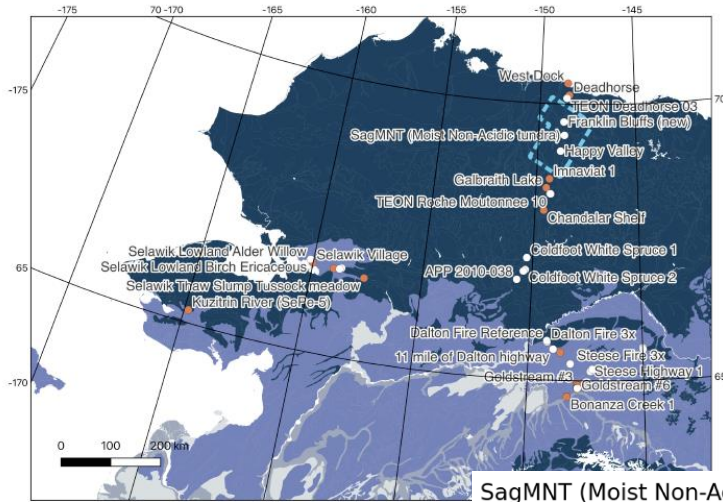 -175
-170
-165
-160
-155
-150
-145
-175
70
West Dock
Deadhorse
TEON Deadhorse 03
Franklin Bluffs (new)
SagMNT (Moist Non-Acidic tundra)
Happy Valley
Imnaviat 1
Galbraith Lake
TEON Roche Moutonnee 10
Chandalar Shelf
Selawik Lowland Alder Willow
Selawik Village
Selawik Lowland Birch Ericaceous
Selawik Thaw Slump Tussock meadow
Kuzitrin River (SePe-5)
65
Coldfoot White Spruce 1
APP 2010-038
Coldfoot White Spruce 2
Dalton Fire Reference
Dalton Fire 3x
11 mile of Dalton highway
Steese Fire 3x
Goldstream #3
Steese Highway 1
Goldstream #6
Bonanza Creek 1
65
-170
0 100 200 km
-165
-160
-155
SagMNT (Moist Non-A